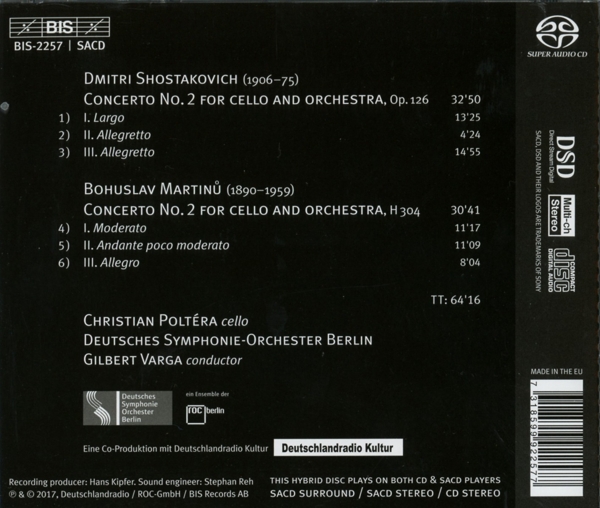 BIS
BIS-2257 | SACD
SUPER AUDIO CD
DMITRI SHOSTAKOVICH (1906–75)
CONCERTO NO. 2 FOR CELLO AND ORCHESTRA, Op. 126 32'50
1) I. Largo 13'25
2) II. Allegretto 4'24
3) III. Allegretto 14'55
BOHUSLAV MARTINŮ (1890–1959)
CONCERTO NO. 2 FOR CELLO AND ORCHESTRA, H 304 30'41
4) I. Moderato 11'17
5) II. Andante poco moderato 11'09
6) III. Allegro 8'04
TT: 64'16
CHRISTIAN POLTÉRA cello
DEUTSCHES SYMPHONIE-ORCHESTER BERLIN
GILBERT VARGA conductor
Deutsches
Symphonie
Orchester
Berlin
ein Ensemble der
roc berlin
Eine Co-Produktion mit Deutschlandradio Kultur
Deutschlandradio Kultur
Recording producer: Hans Kipfer. Sound engineer: Stephan Reh
℗ & © 2017, Deutschlandradio / ROC-GmbH / BIS Records AB
THIS HYBRID DISC PLAYS ON BOTH CD & SACD PLAYERS
SACD SURROUND / SACD STEREO / CD STEREO
DSD
Direct Stream Digital
Multi-ch
Stereo
COMPACT
disc
DIGITAL AUDIO
SACD, DSD AND THEIR LOGOS ARE TRADEMARKS OF SONY
MADE IN THE EU
7 318599 922577